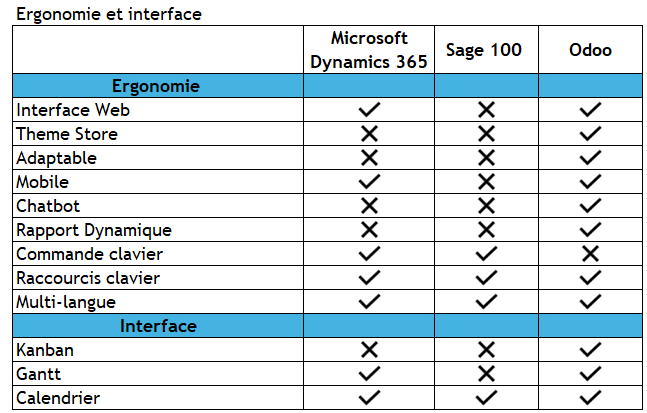 Ergonomie et interface
Microsoft Dynamics 365 Sage 100 Odoo
Ergonomie
Interface Web ✓ ✕ ✓
Theme Store ✕ ✕ ✓
Adaptable ✕ ✕ ✓
Mobile ✓ ✕ ✓
Chatbot ✕ ✕ ✓
Rapport Dynamique ✕ ✕ ✓
Commande clavier ✓ ✓ ✕
Raccourcis clavier ✓ ✓ ✓
Multi-langue ✓ ✓ ✓
Interface
Kanban ✕ ✕ ✓
Gantt ✓ ✕ ✓
Calendrier ✓ ✓ ✓